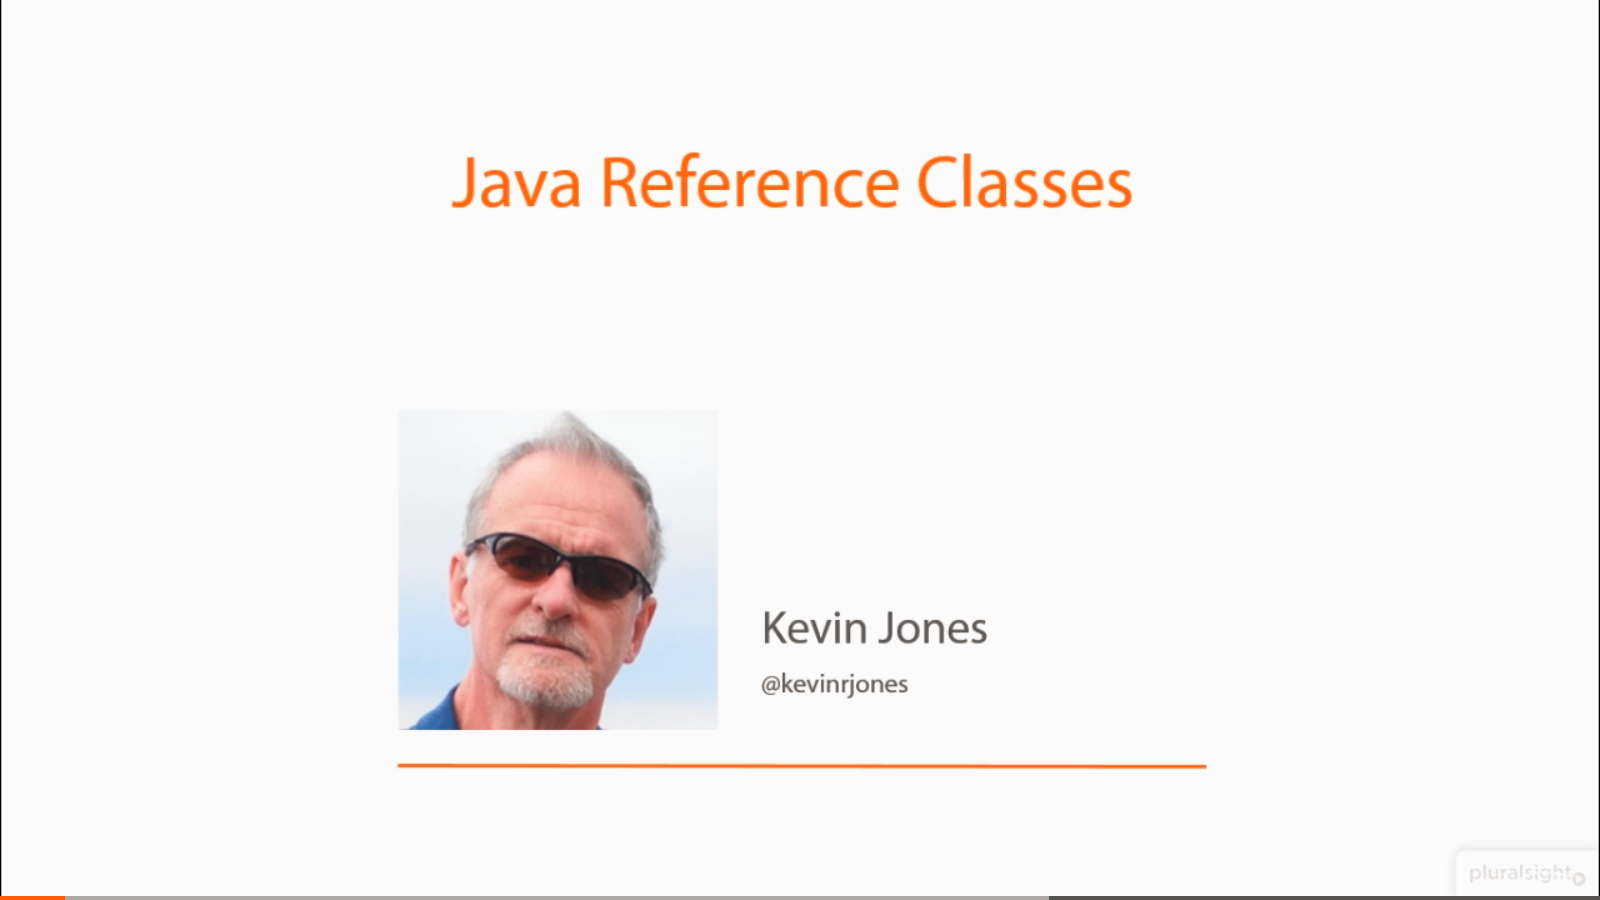 Java Reference Classes
Kevin Jones
@kevinrjones
pluralsight